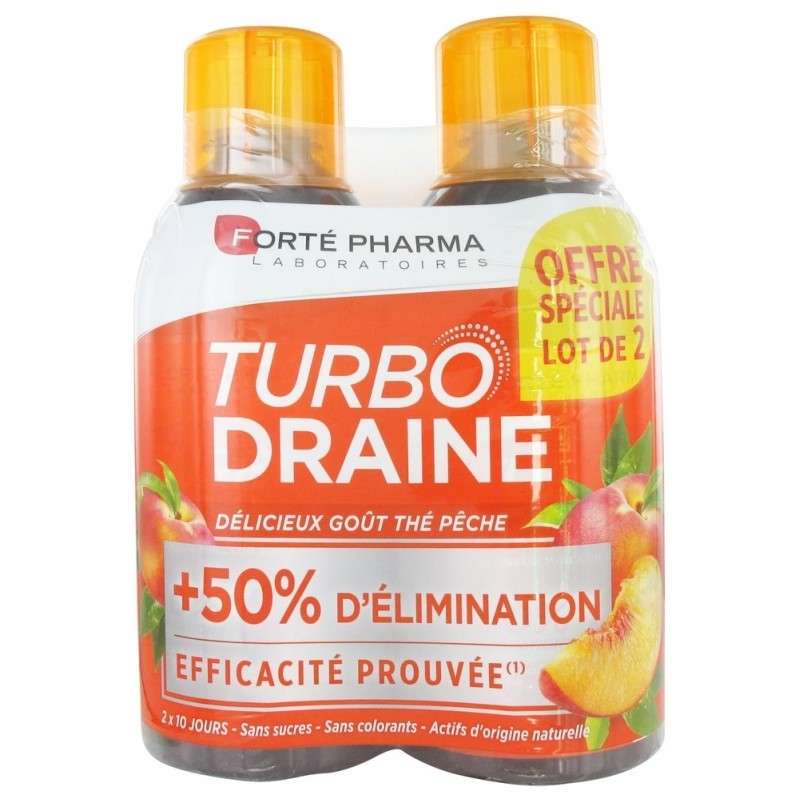 FORTÉ PHARMA
LABORATOIRES
OFFRE
SPÉCIALE
LOT DE 2
TURBO
DRAINE
DÉLICIEUX GOÛT THÉ PÊCHE
+50% D'ÉLIMINATION
EFFICACITÉ PROUVÉE(1)
2 x 10 JOURS - Sans sucres - Sans colorants - Actifs d'origine naturelle